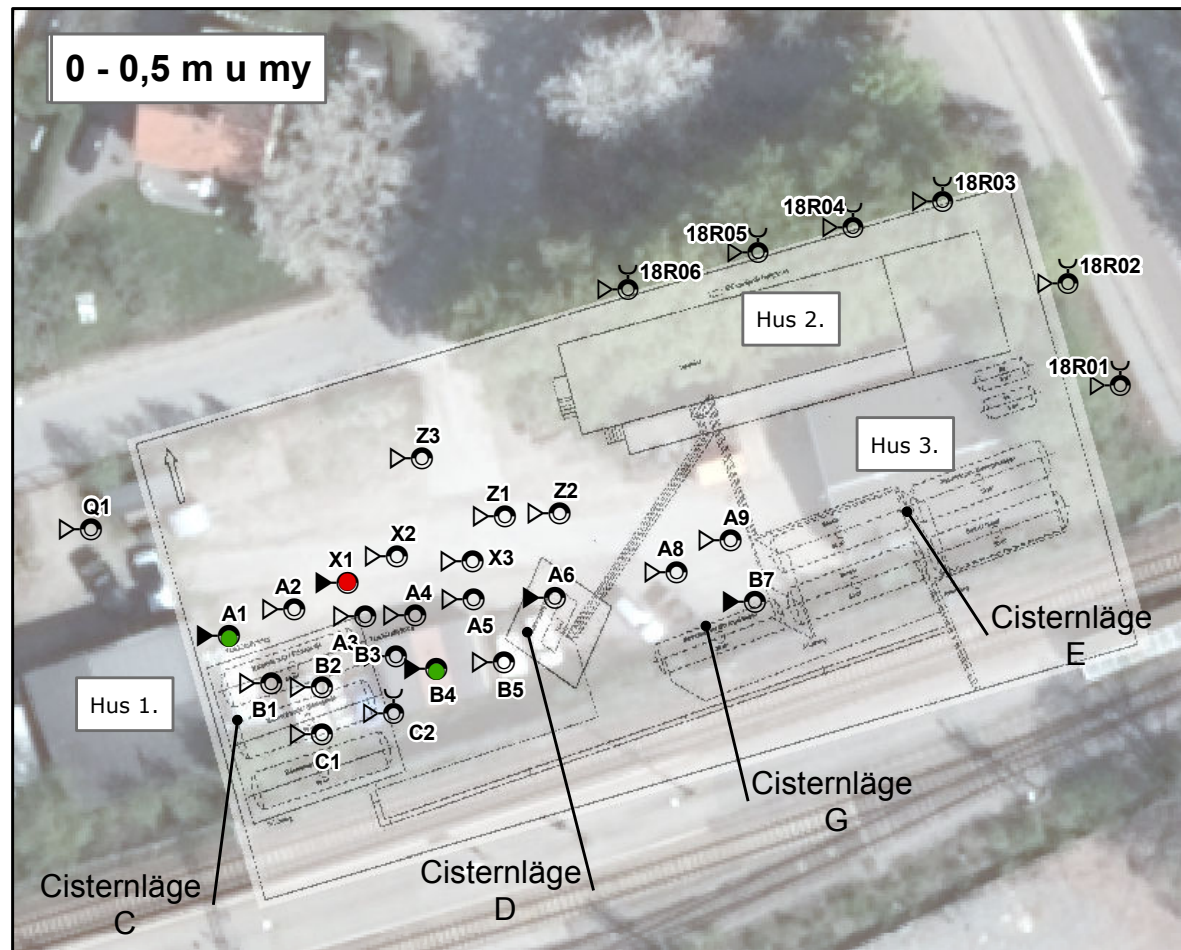 0 - 0,5 m u my
18R03
18R04
18R05
18R06
18R02
Hus 2.
18R01
Hus 3.
Z3
Z1
Z2
Q1
A9
X2
X1
X3
A8
A2
A4
A6
B7
A1
A3
A5
B3
B2
B4
B5
Hus 1.
B1
C2
C1
Cisternläge
E
Cisternläge
G
Cisternläge
D
Cisternläge
C